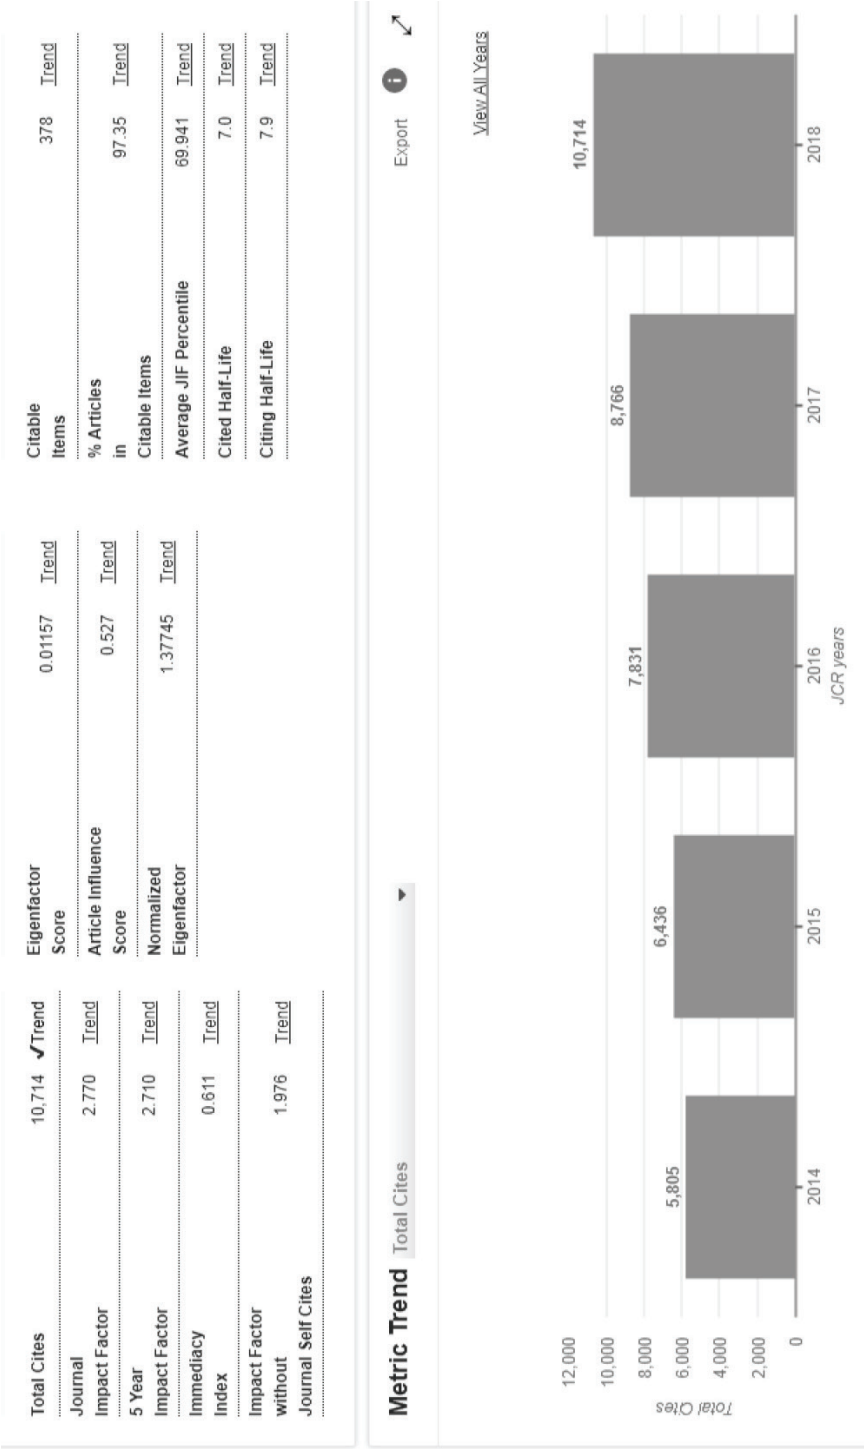 Total Cites 10,714 ✓Trend
Journal
Impact Factor 2.770 Trend
5 Year
Impact Factor 2.710 Trend
Immediacy
Index 0.611 Trend
Impact Factor
without 1.976 Trend
Journal Self Cites
Eigenfactor
Score 0.01157 Trend
Article Influence
Score 0.527 Trend
Normalized
Eigenfactor 1.37745 Trend
Citable
Items 378 Trend
% Articles
in 97.35 Trend
Citable Items
Average JIF Percentile 69.941 Trend
Cited Half-Life 7.0 Trend
Citing Half-Life 7.9 Trend
Metric Trend Total Cites Export i
View All Years
12,000
10,000
8,000
6,000
4,000
2,000
0
Total Cites
5,805
6,436
7,831
8,766
10,714
2014 2015 2016 2017 2018
JCR years